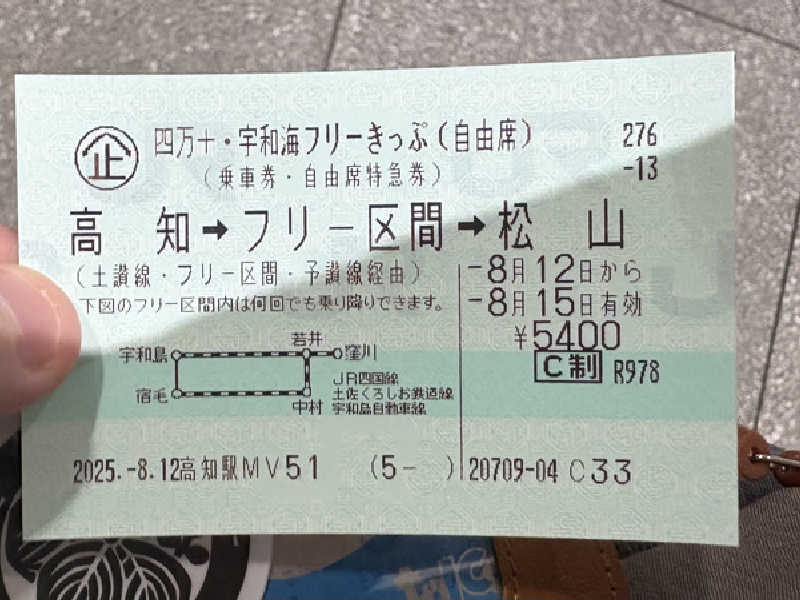 企 四万十・宇和海フリーきっぷ(自由席) 276
(乗車券・自由席特急券) -13
高 知→フリー区間→松 山
(土讃線・フリー区間・予讃線経由) -8月12日から
下図のフリー区間内は何回でも乗り降りできます。 -8月15日有効
¥5400
C制 R978
宇和島 若井 窪川
宿毛 中村
JR四国線
土佐くろしお鉄道線
宇和島自動車線
2025.-8.12高知駅MV51 (5- ) 20709-04 C33